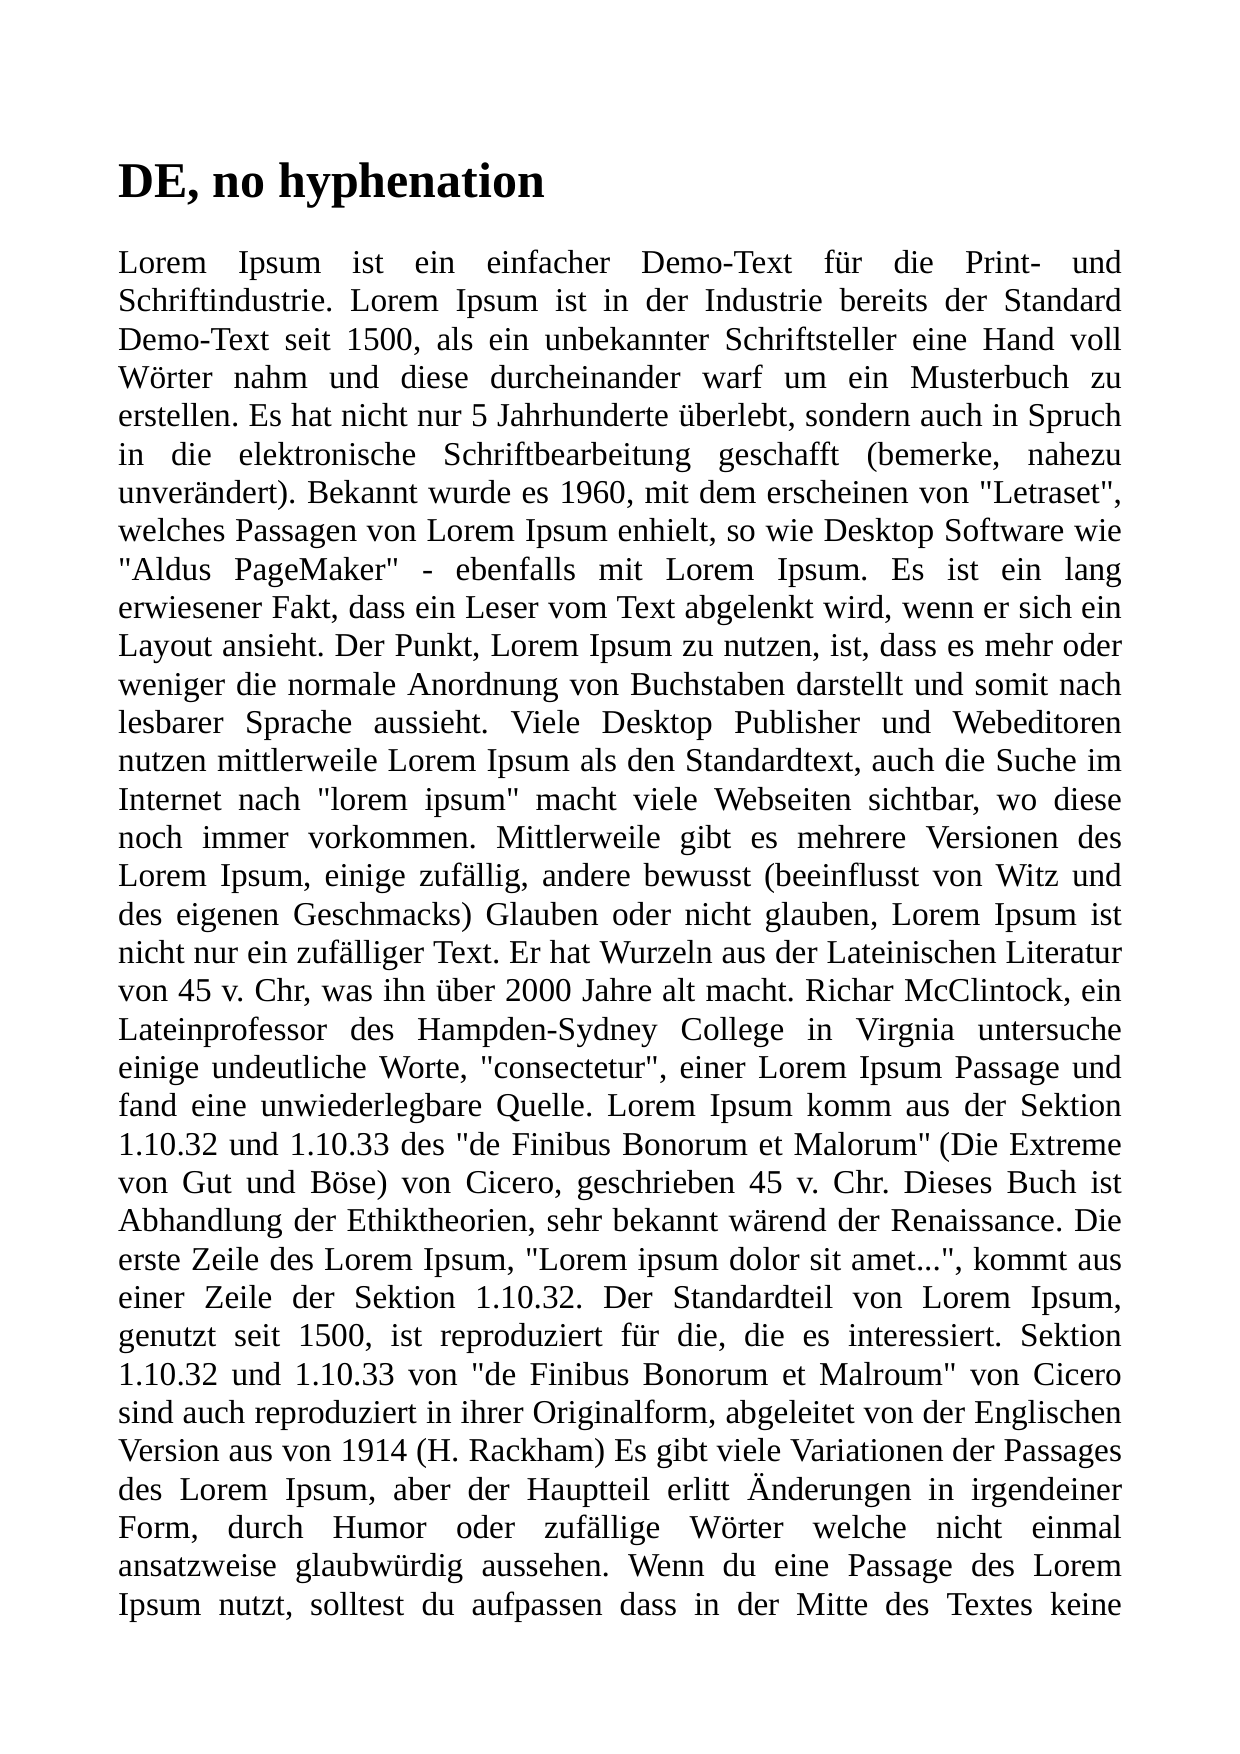 DE, no hyphenation
Lorem Ipsum ist ein einfacher Demo-Text für die Print- und
Schriftindustrie. Lorem Ipsum ist in der Industrie bereits der Standard
Demo-Text seit 1500, als ein unbekannter Schriftsteller eine Hand voll
Wörter nahm und diese durcheinander warf um ein Musterbuch zu
erstellen. Es hat nicht nur 5 Jahrhunderte überlebt, sondern auch in Spruch
in die elektronische Schriftbearbeitung geschafft (bemerke, nahezu
unverändert). Bekannt wurde es 1960, mit dem erscheinen von "Letraset",
welches Passagen von Lorem Ipsum enhielt, so wie Desktop Software wie
"Aldus PageMaker" - ebenfalls mit Lorem Ipsum. Es ist ein lang
erwiesener Fakt, dass ein Leser vom Text abgelenkt wird, wenn er sich ein
Layout ansieht. Der Punkt, Lorem Ipsum zu nutzen, ist, dass es mehr oder
weniger die normale Anordnung von Buchstaben darstellt und somit nach
lesbarer Sprache aussieht. Viele Desktop Publisher und Webeditoren
nutzen mittlerweile Lorem Ipsum als den Standardtext, auch die Suche im
Internet nach "lorem ipsum" macht viele Webseiten sichtbar, wo diese
noch immer vorkommen. Mittlerweile gibt es mehrere Versionen des
Lorem Ipsum, einige zufällig, andere bewusst (beeinflusst von Witz und
des eigenen Geschmacks) Glauben oder nicht glauben, Lorem Ipsum ist
nicht nur ein zufälliger Text. Er hat Wurzeln aus der Lateinischen Literatur
von 45 v. Chr, was ihn über 2000 Jahre alt macht. Richar McClintock, ein
Lateinprofessor des Hampden-Sydney College in Virgnia untersuche
einige undeutliche Worte, "consectetur", einer Lorem Ipsum Passage und
fand eine unwiederlegbare Quelle. Lorem Ipsum komm aus der Sektion
1.10.32 und 1.10.33 des "de Finibus Bonorum et Malorum" (Die Extreme
von Gut und Böse) von Cicero, geschrieben 45 v. Chr. Dieses Buch ist
Abhandlung der Ethiktheorien, sehr bekannt wärend der Renaissance. Die
erste Zeile des Lorem Ipsum, "Lorem ipsum dolor sit amet...", kommt aus
einer Zeile der Sektion 1.10.32. Der Standardteil von Lorem Ipsum,
genutzt seit 1500, ist reproduziert für die, die es interessiert. Sektion
1.10.32 und 1.10.33 von "de Finibus Bonorum et Malroum" von Cicero
sind auch reproduziert in ihrer Originalform, abgeleitet von der Englischen
Version aus von 1914 (H. Rackham) Es gibt viele Variationen der Passages
des Lorem Ipsum, aber der Hauptteil erlitt Änderungen in irgendeiner
Form, durch Humor oder zufällige Wörter welche nicht einmal
ansatzweise glaubwürdig aussehen. Wenn du eine Passage des Lorem
Ipsum nutzt, solltest du aufpassen dass in der Mitte des Textes keine